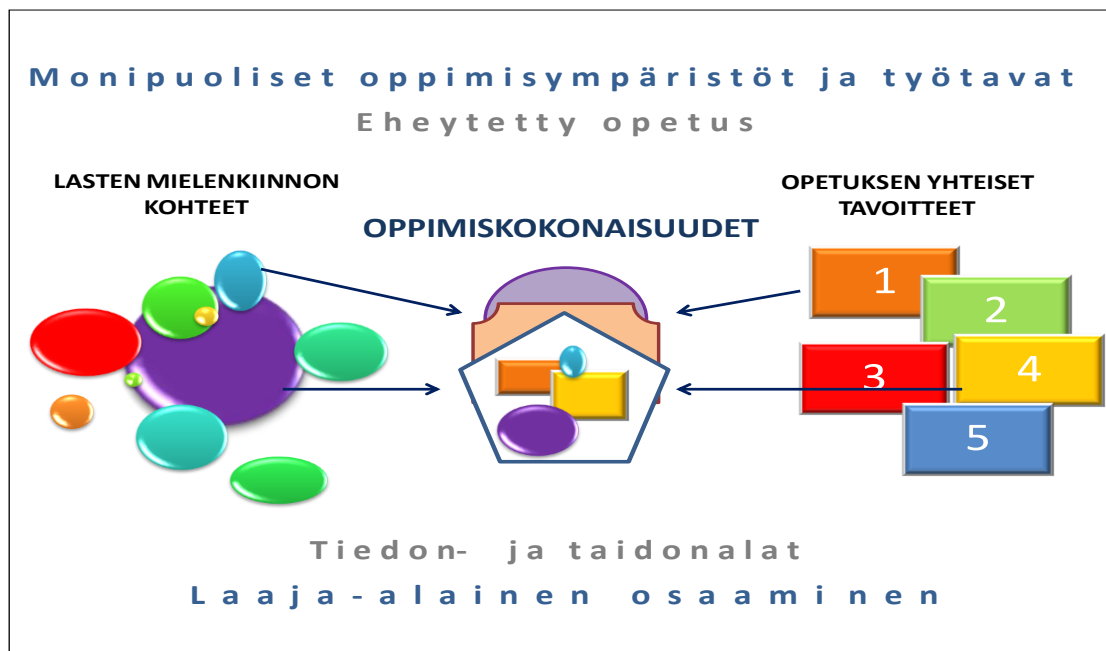 Monipuoliset oppimisympäristöt ja työtavat
Eheytetty opetus
LASTEN MIELENKIINNON
KOHTEET
OPPIMISKOKONAISUUDET
OPETUKSEN YHTEISET
TAVOITTEET
1
2
3
4
5
Tiedon- ja taidonalat
Laaja-alainen osaaminen